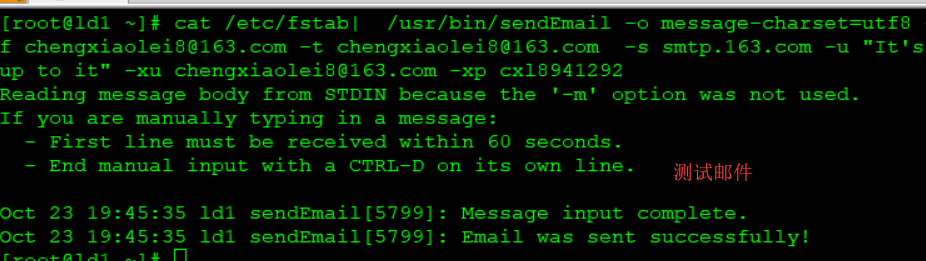 [root@ld1 ~]# cat /etc/fstab|  /usr/bin/sendEmail -o message-charset=utf8
f chengxiaolei8@163.com -t chengxiaolei8@163.com  -s smtp.163.com -u "It's
up to it" -xu chengxiaolei8@163.com -xp cxl8941292
Reading message body from STDIN because the '-m' option was not used.
If you are manually typing in a message:
  - First line must be received within 60 seconds.
  - End manual input with a CTRL-D on its own line.
测试邮件
Oct 23 19:45:35 ld1 sendEmail[5799]: Message input complete.
Oct 23 19:45:35 ld1 sendEmail[5799]: Email was sent successfully!
[root@ld1 ~]#